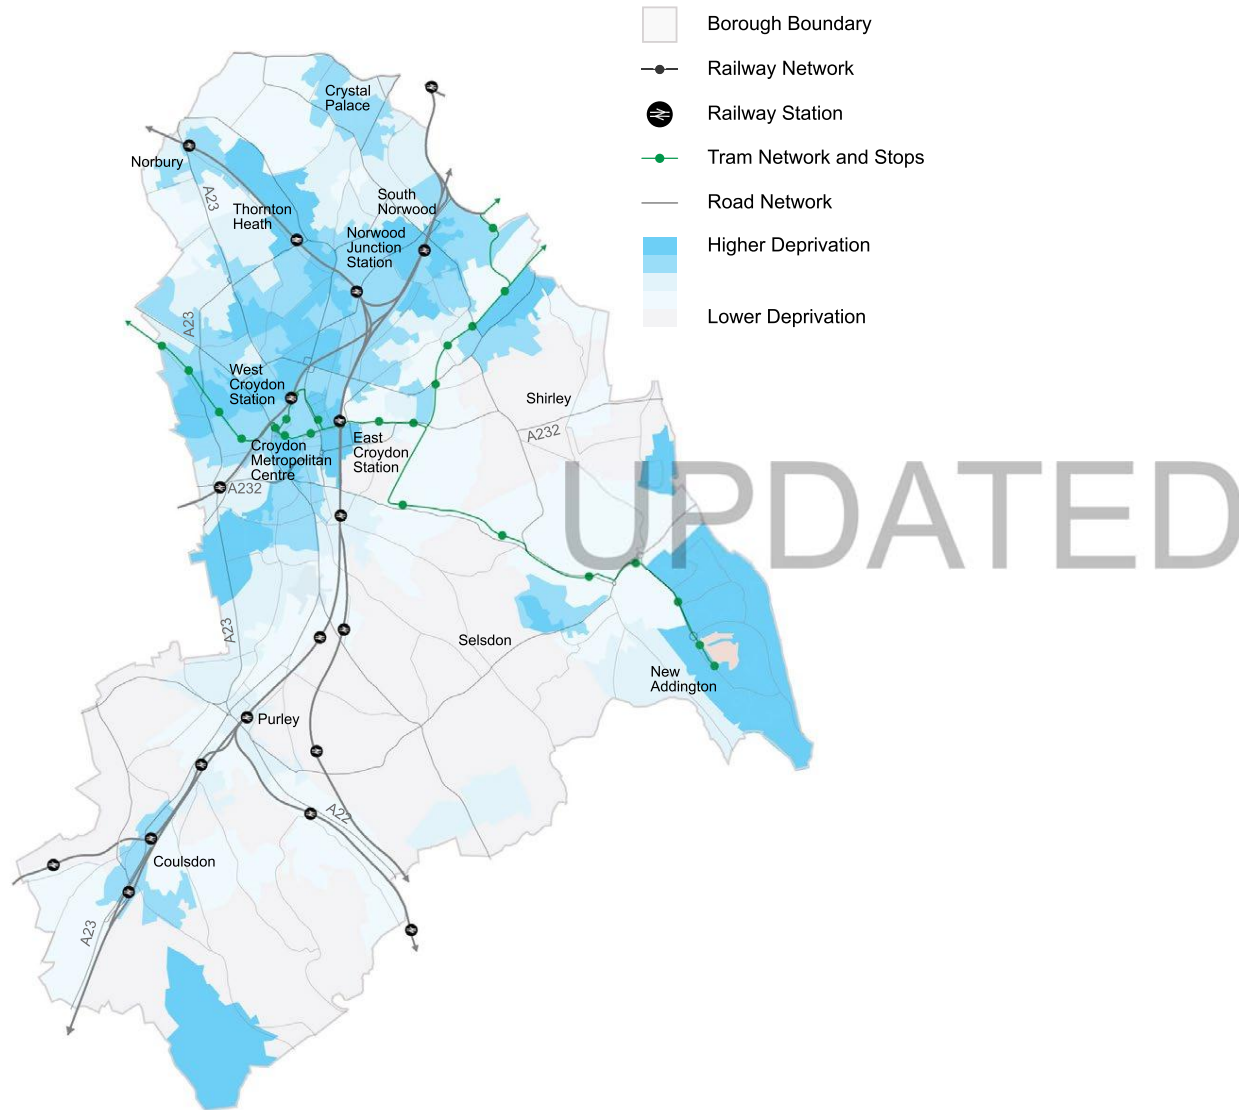 Borough Boundary
Railway Network
Railway Station
Tram Network and Stops
Road Network
Higher Deprivation
Lower Deprivation
Crystal
Palace
Norbury
A23
Thornton
Heath
South
Norwood
Norwood
Junction
Station
A23
West
Croydon
Station
Shirley
A232
East
Croydon
Station
Croydon
Metropolitan
Centre
A232
UPDATED
A23
Selsdon
New
Addington
Purley
A22
Coulsdon
A23